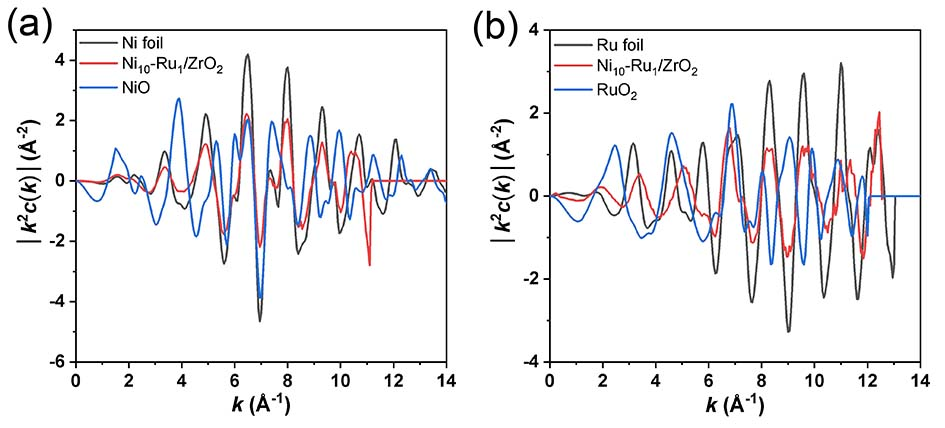 (a)
Ni foil
Ni₁₀-Ru₁/ZrO₂
NiO
|k²c(k)| (Å⁻²)
4
2
0
-2
-4
-6
0 2 4 6 8 10 12 14
k (Å⁻¹)
(b)
Ru foil
Ni₁₀-Ru₁/ZrO₂
RuO₂
|k²c(k)| (Å⁻²)
4
2
0
-2
-4
0 2 4 6 8 10 12 14
k (Å⁻¹)